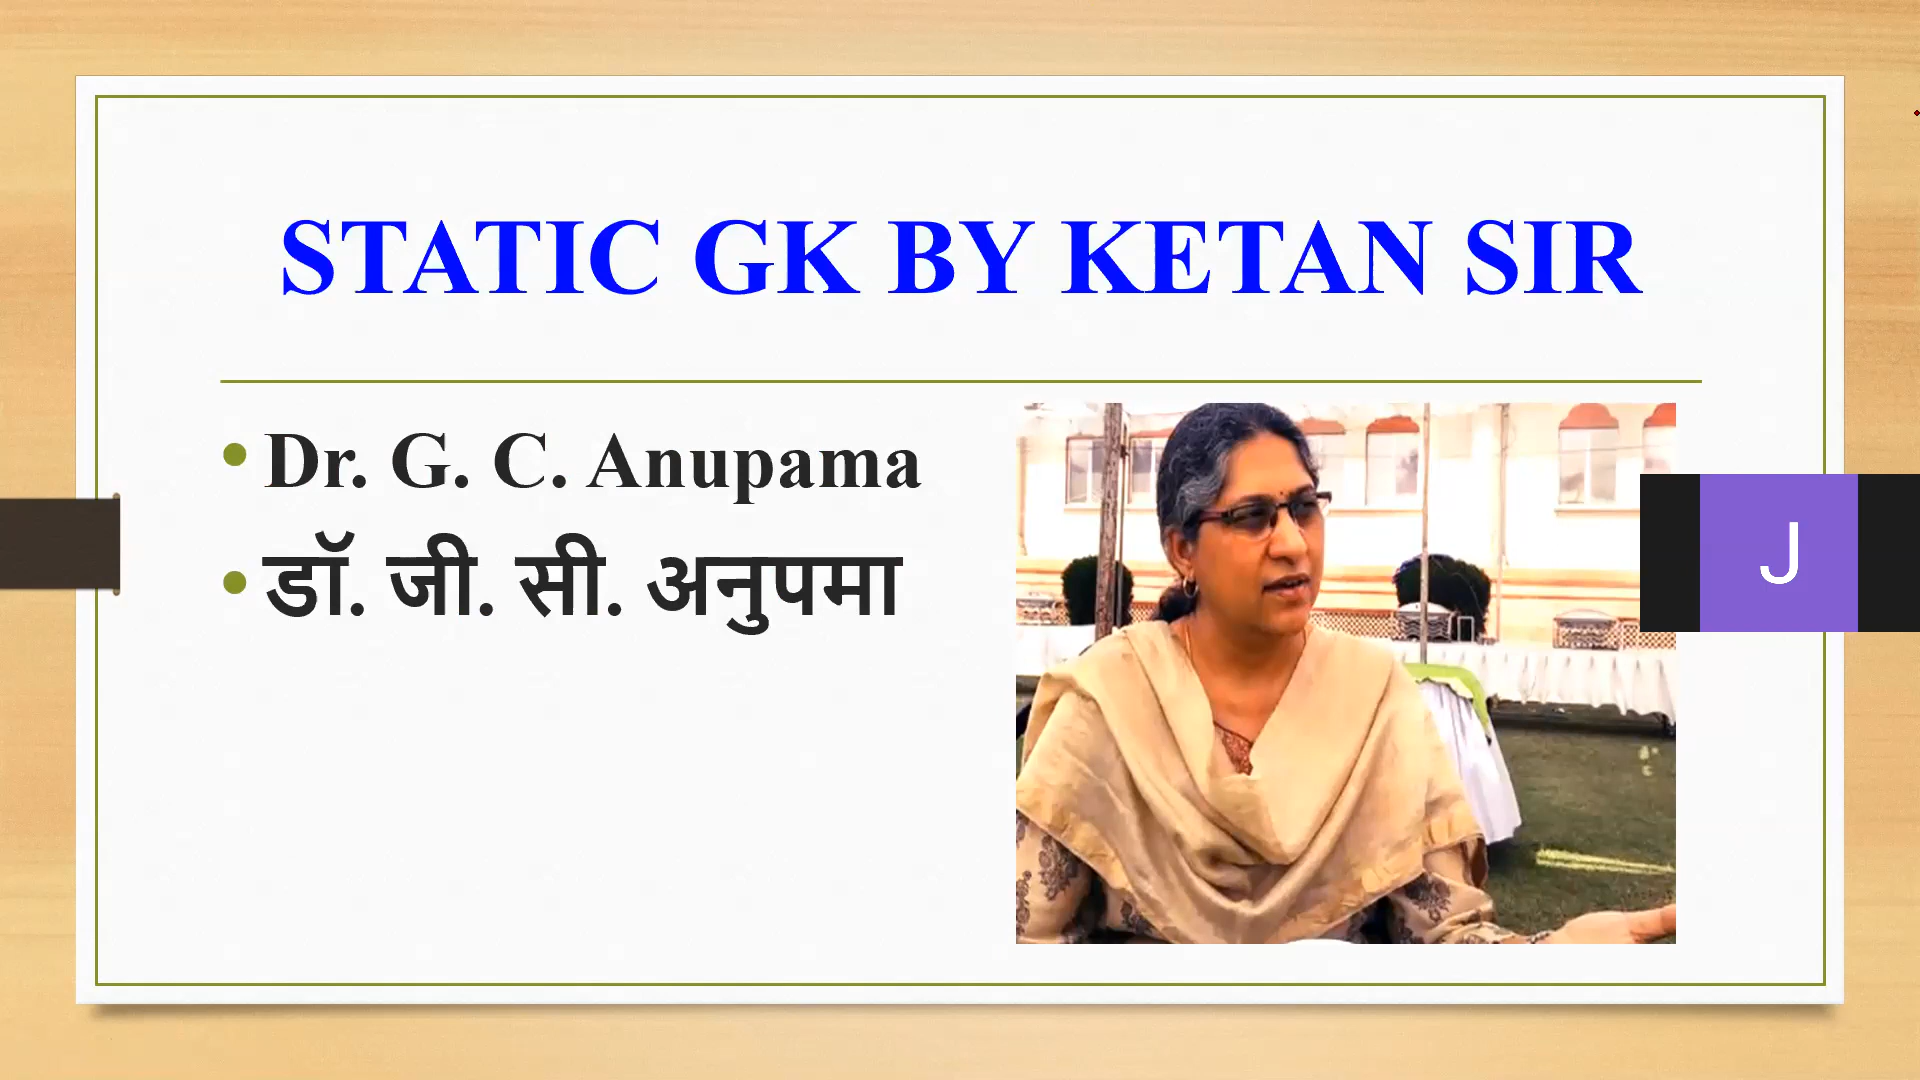 STATIC GK BY KETAN SIR
Dr. G. C. Anupama
डॉ. जी. सी. अनुपमा
J